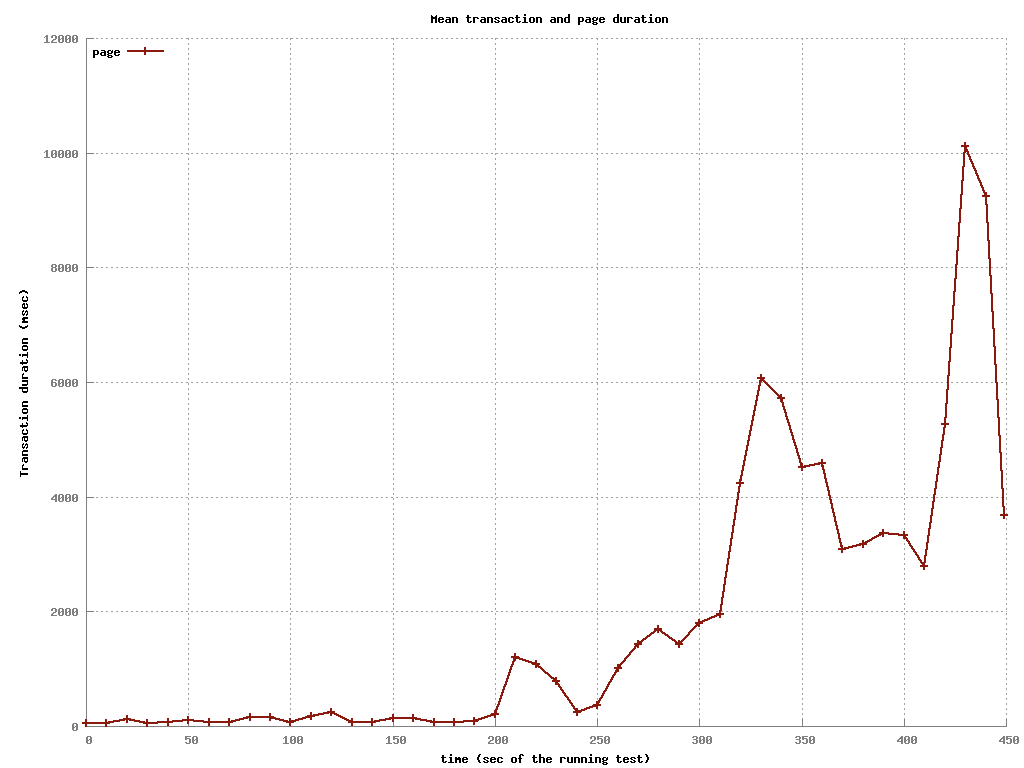 Mean transaction and page duration
12000
page
10000
8000
6000
4000
2000
0
Transaction duration (msec)
0 50 100 150 200 250 300 350 400 450
time (sec of the running test)